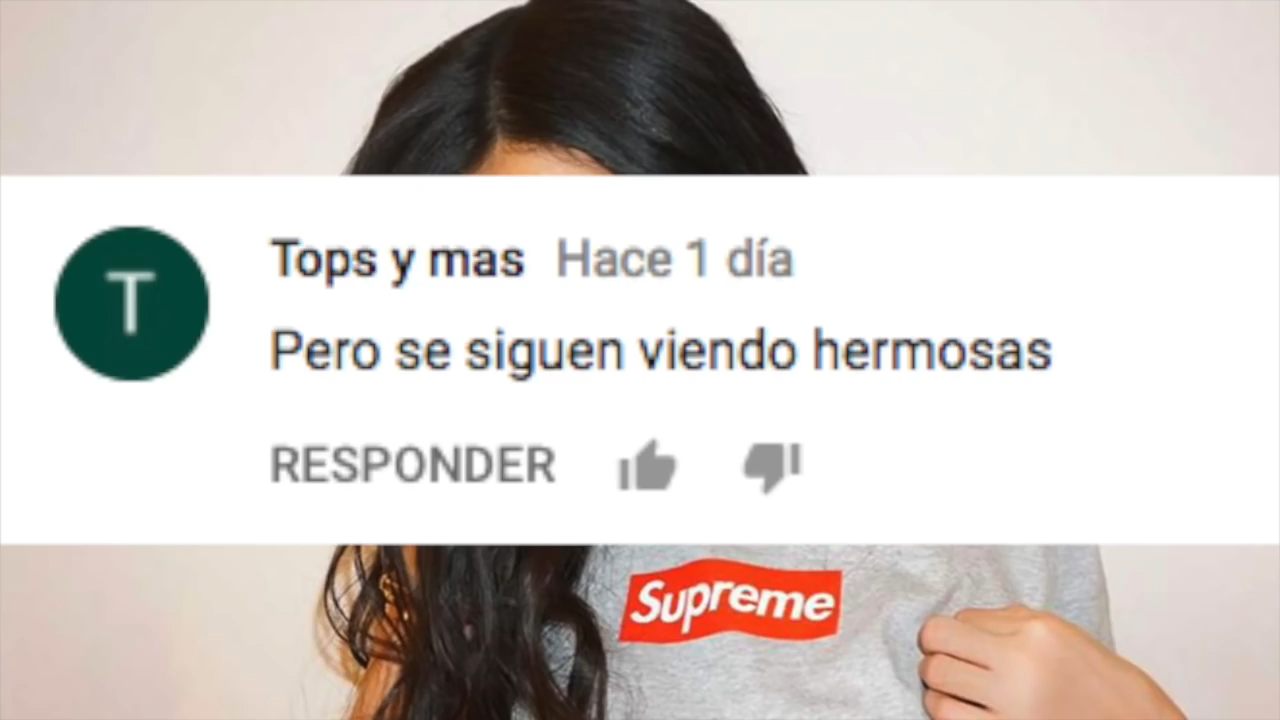 T
Tops y mas Hace 1 día
Pero se siguen viendo hermosas
RESPONDER
Supreme